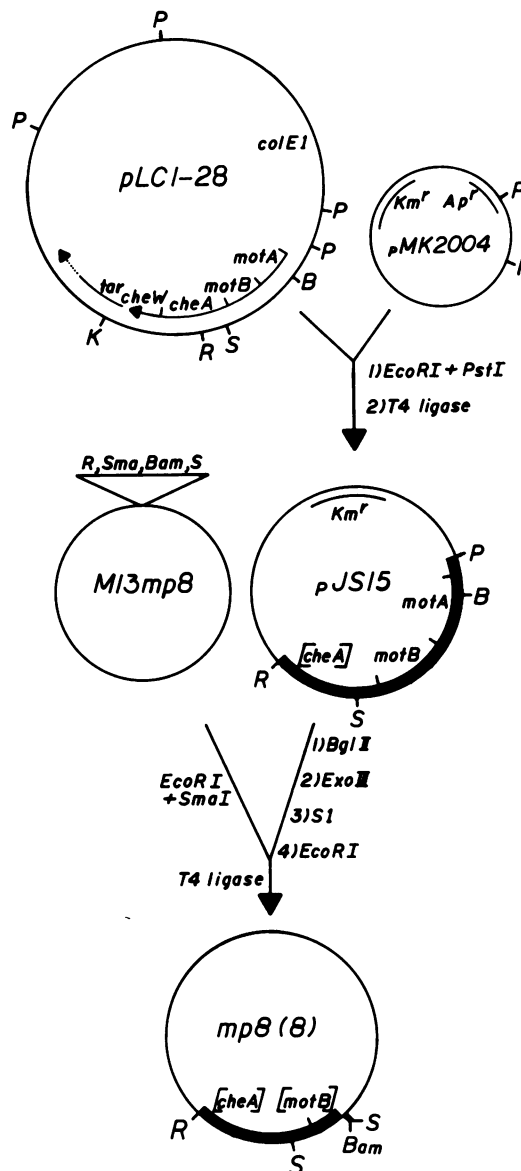 P
P
colE1
pLC1-28
P
P
B
motA
motB
cheA
cheW
tar
K
R
S
Km^r Ap^r
pMK2004
1)EcoRI+PstI
2)T4 ligase
R,Sma,Bam,S
M13mp8
Km^r
pJS15
P
B
motA
motB
[cheA]
R
S
EcoRI
+SmaI
1)Bgl II
2)Exo III
3)S1
4)EcoRI
T4 ligase
mp8(8)
[cheA] [motB]
R
S
S
Bam